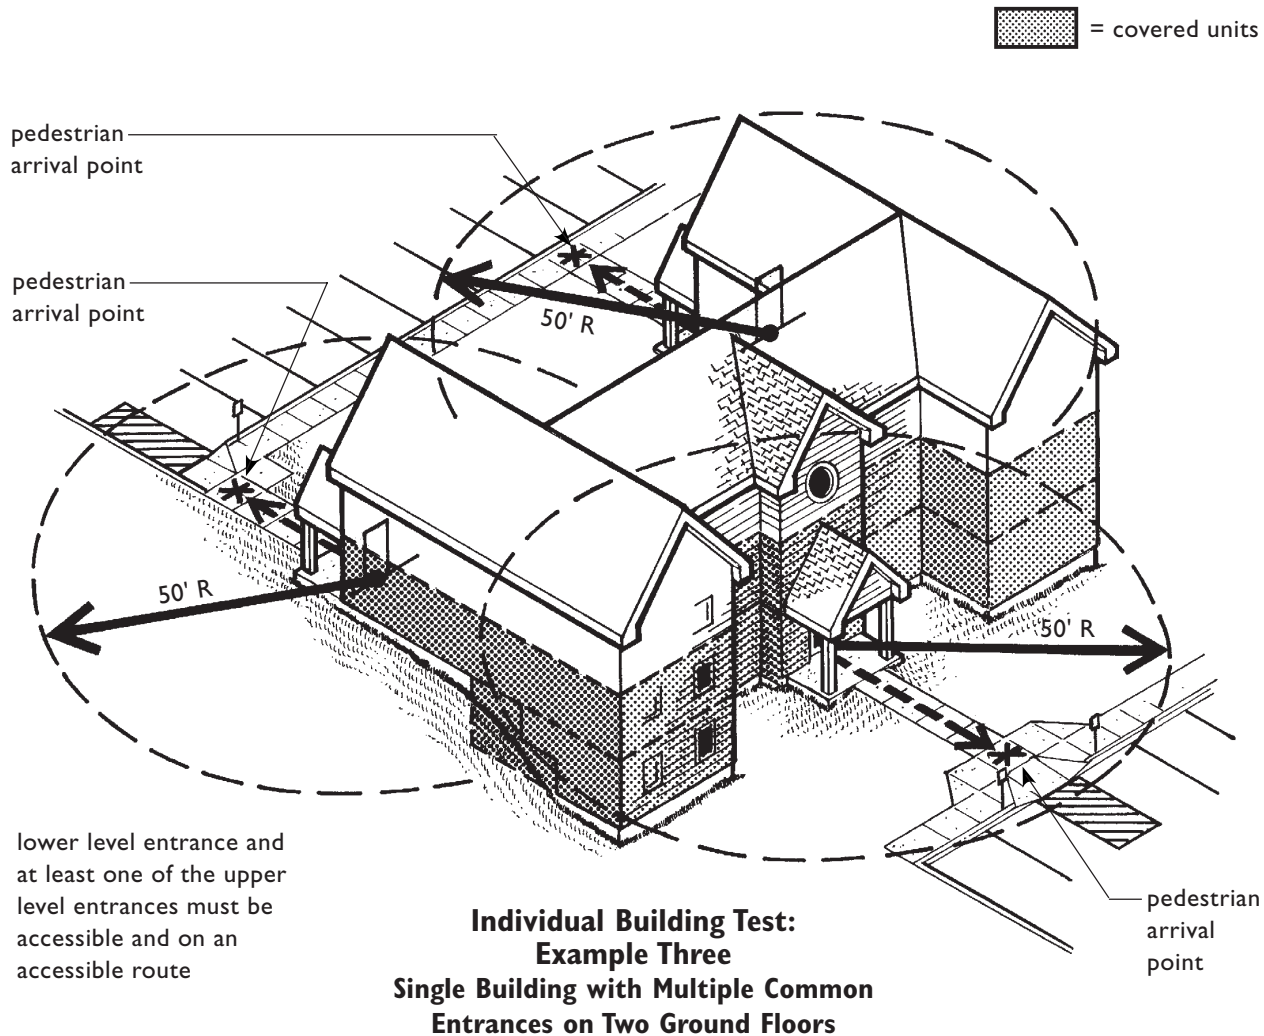 = covered units
pedestrian
arrival point
pedestrian
arrival point
50' R
50' R
50' R
lower level entrance and
at least one of the upper
level entrances must be
accessible and on an
accessible route
pedestrian
arrival
point
Individual Building Test:
Example Three
Single Building with Multiple Common
Entrances on Two Ground Floors